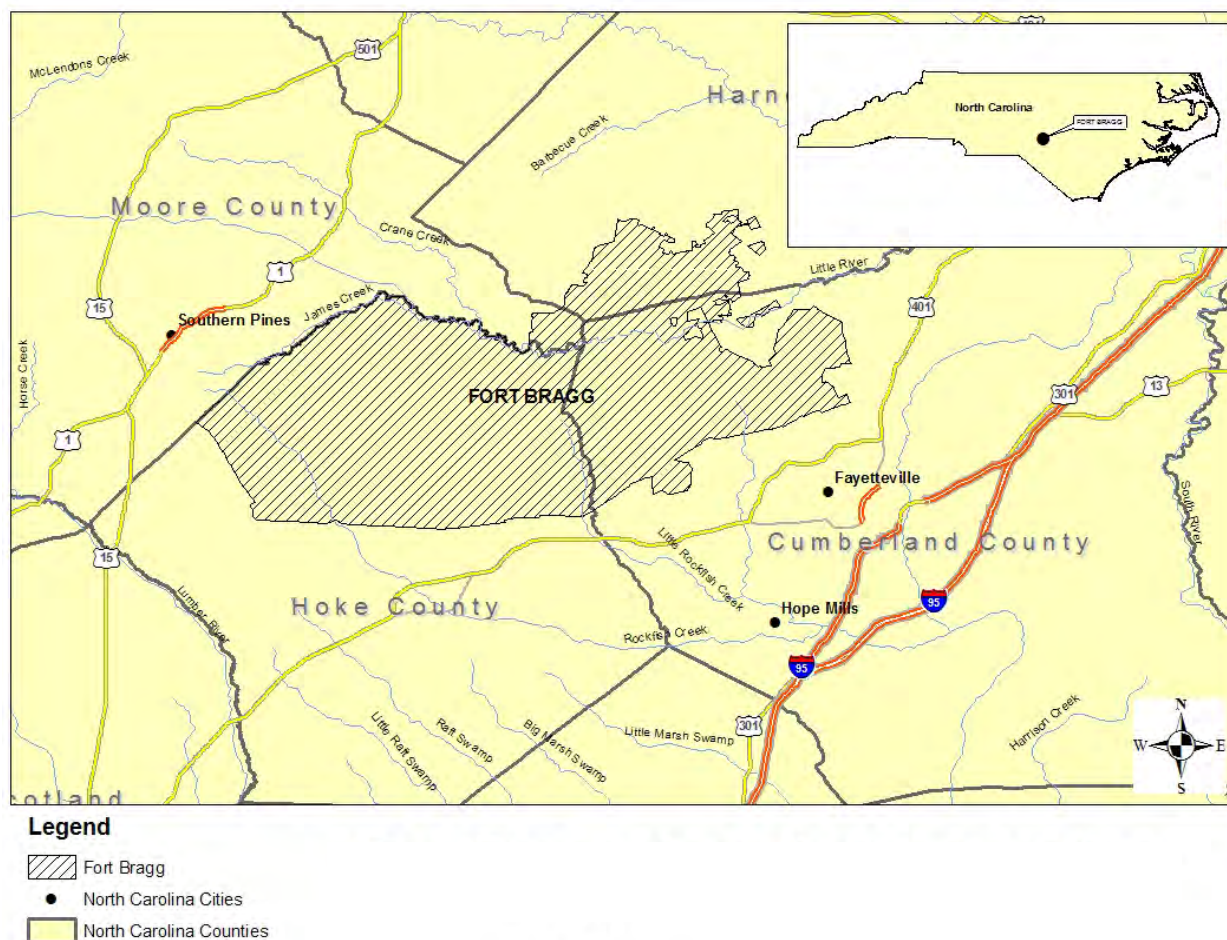 501
McLendons Creek
Harn
North Carolina
FORT BRAGG
Barbecue Creek
Moore County
Crane Creek
Little River
1
15
James Creek
Southern Pines
401
Horse Creek
FORT BRAGG
301
13
1
Fayetteville
South River
15
Little Rockfish Creek
Cumberland County
Lumber River
Hoke County
Hope Mills
95
Rockfish Creek
95
301
Little Raft Swamp
Raft Swamp
Big Marsh Swamp
Little Marsh Swamp
Harrison Creek
N
W E
S
cotland
Legend
Fort Bragg
North Carolina Cities
North Carolina Counties